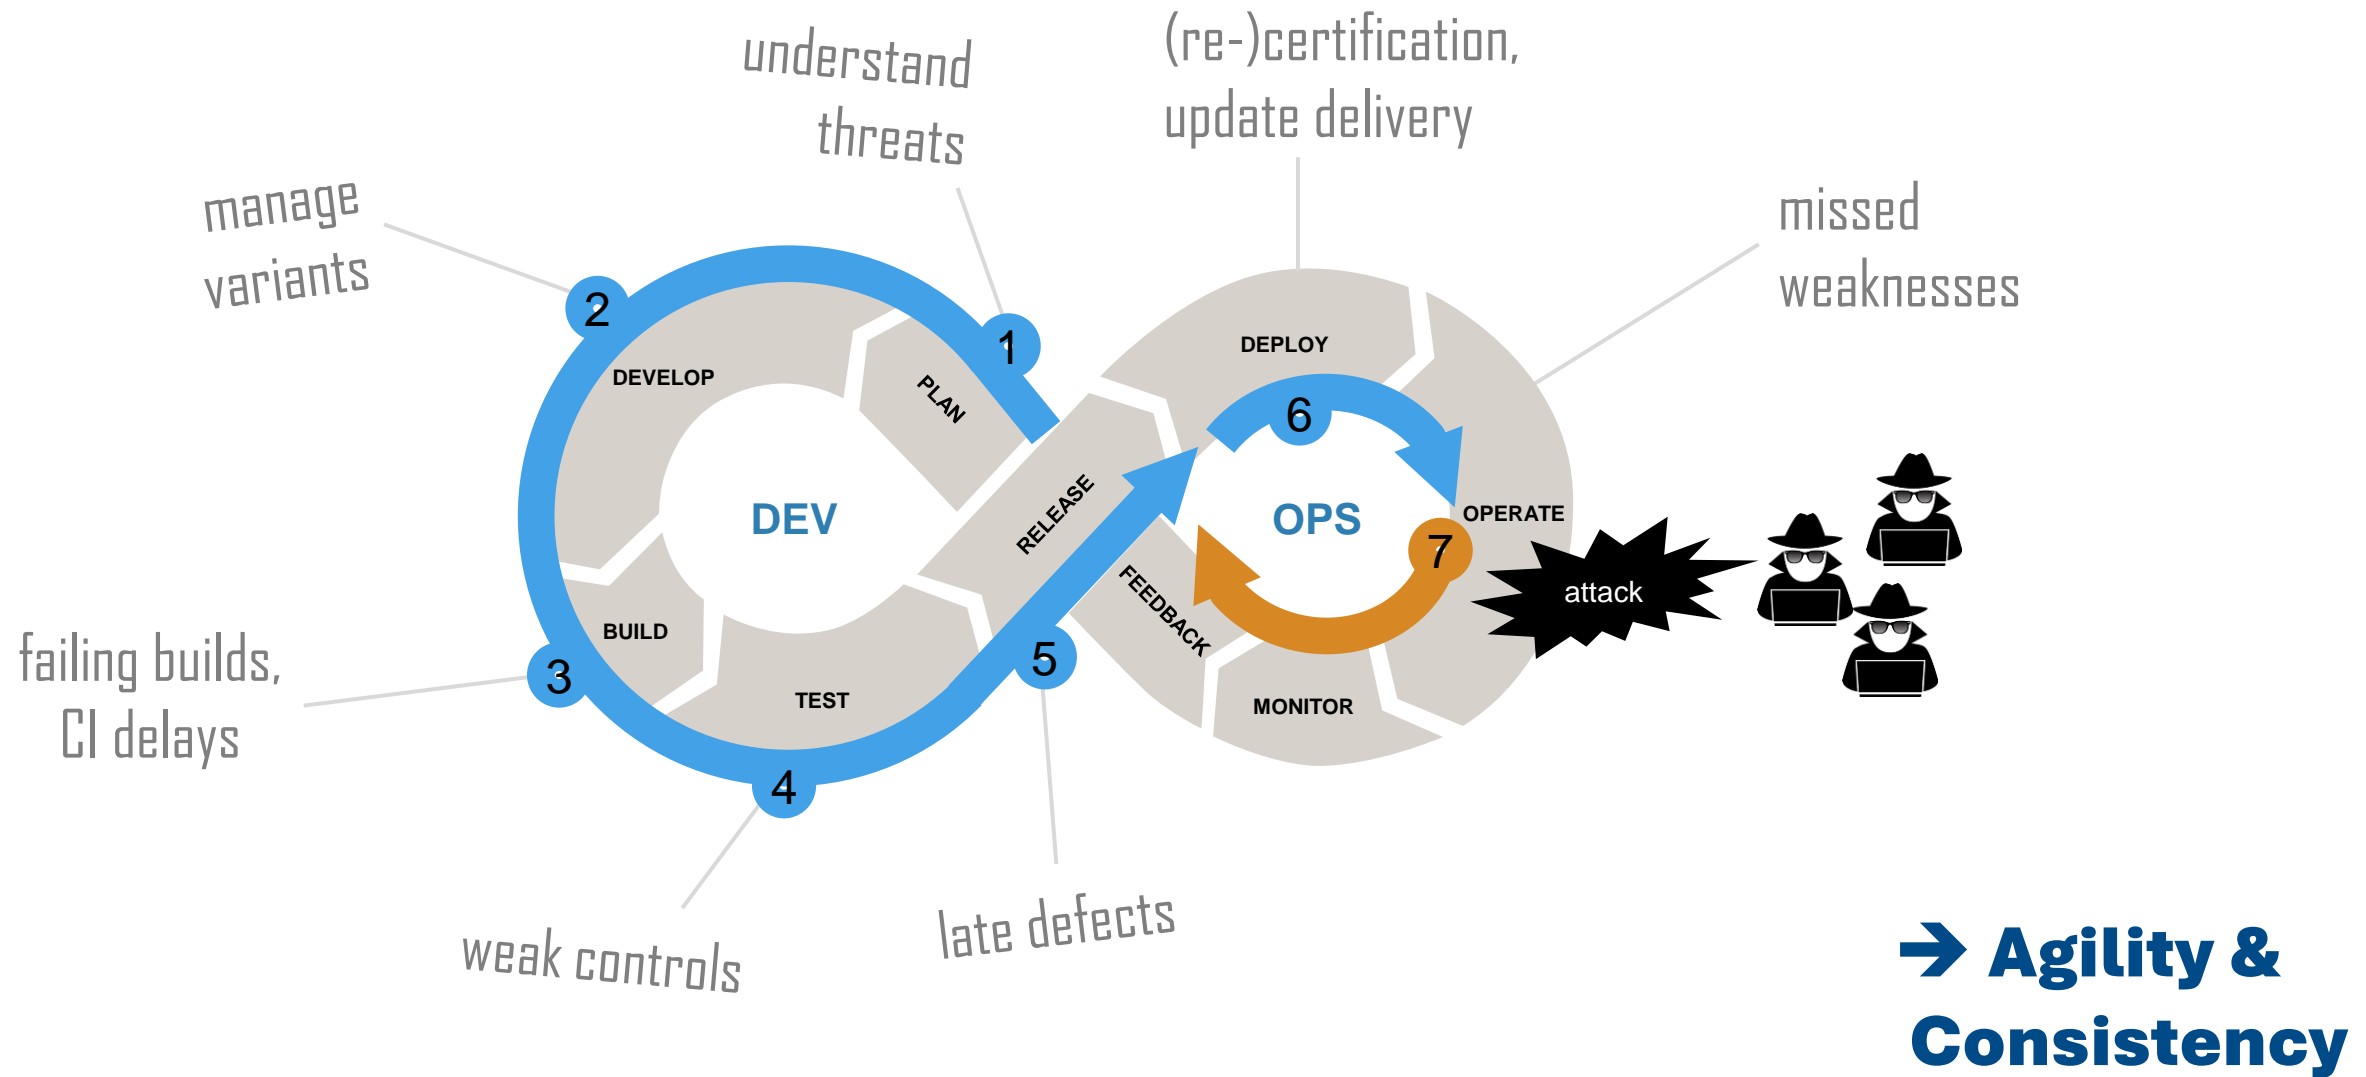 understand
threats
(re-)certification,
update delivery
manage
variants
missed
weaknesses
2
1
DEVELOP
PLAN
DEPLOY
6
DEV
RELEASE
OPS
OPERATE
7
attack
FEEDBACK
BUILD
failing builds,
CI delays
3
5
TEST
MONITOR
4
weak controls
late defects
→ Agility &
Consistency